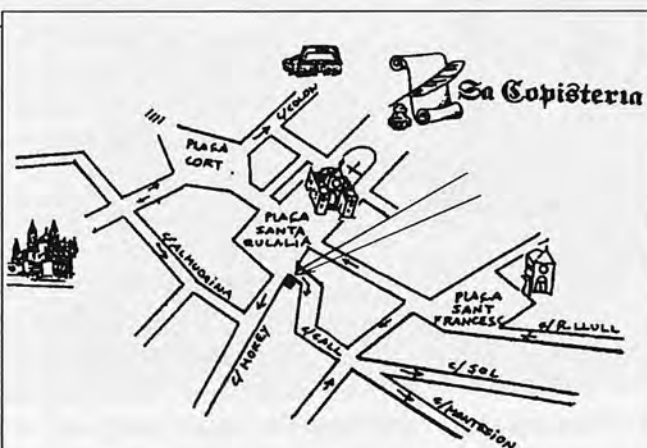 Sa Copisteria
C/COLON
PLAÇA
CORT
PLAÇA
SANTA
EULALIA
C/ALMUDAINA
PLAÇA
SANT
FRANCESC
C/R.LLULL
C/MOREY
C/CALL
C/SOL
C/MONTESION